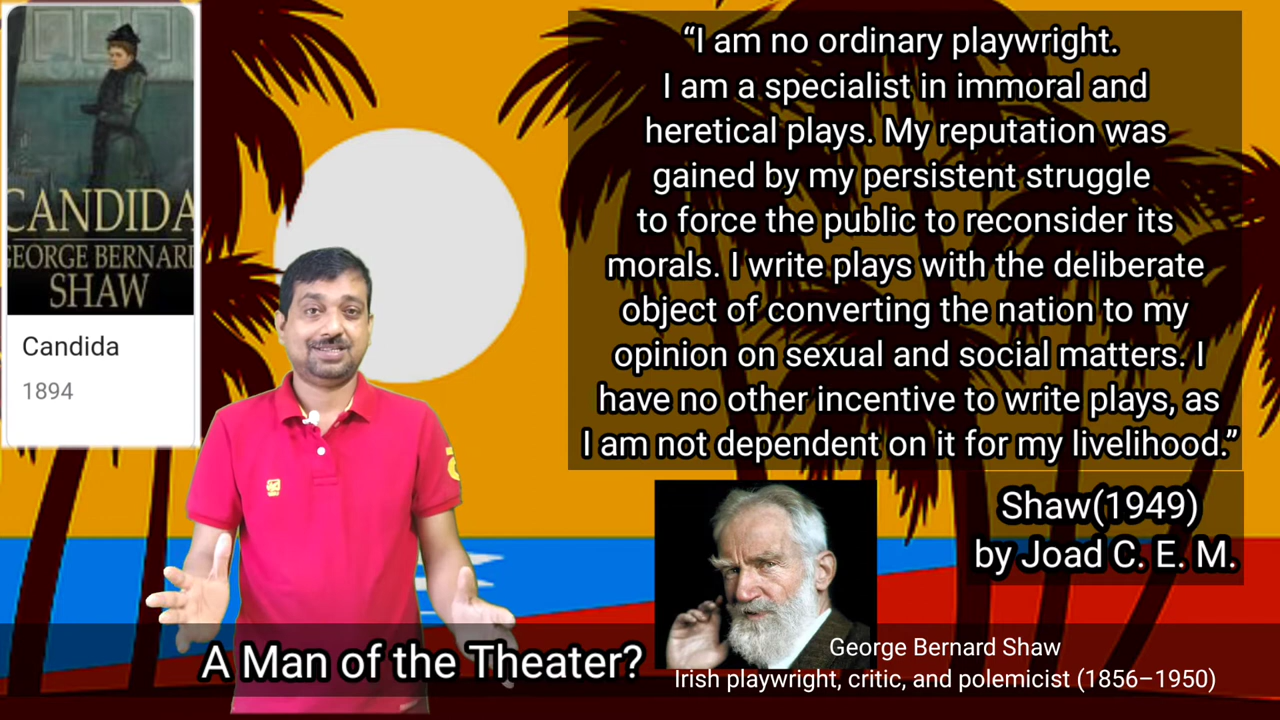 CANDIDA
GEORGE BERNARD
SHAW
Candida
1894
“I am no ordinary playwright.
I am a specialist in immoral and
heretical plays. My reputation was
gained by my persistent struggle
to force the public to reconsider its
morals. I write plays with the deliberate
object of converting the nation to my
opinion on sexual and social matters. I
have no other incentive to write plays, as
I am not dependent on it for my livelihood.”
Shaw(1949)
by Joad C. E. M.
A Man of the Theater?
George Bernard Shaw
Irish playwright, critic, and polemicist (1856–1950)